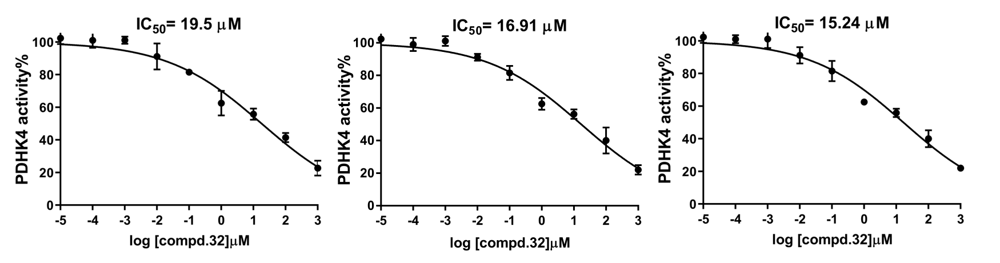 IC50= 19.5 μM
PDHK4 activity%
100
80
60
40
20
0
-5 -4 -3 -2 -1 0 1 2 3
log [compd.32]μM
IC50= 16.91 μM
PDHK4 activity%
100
80
60
40
20
0
-5 -4 -3 -2 -1 0 1 2 3
log [compd.32]μM
IC50= 15.24 μM
PDHK4 activity%
100
80
60
40
20
0
-5 -4 -3 -2 -1 0 1 2 3
log [compd.32]μM